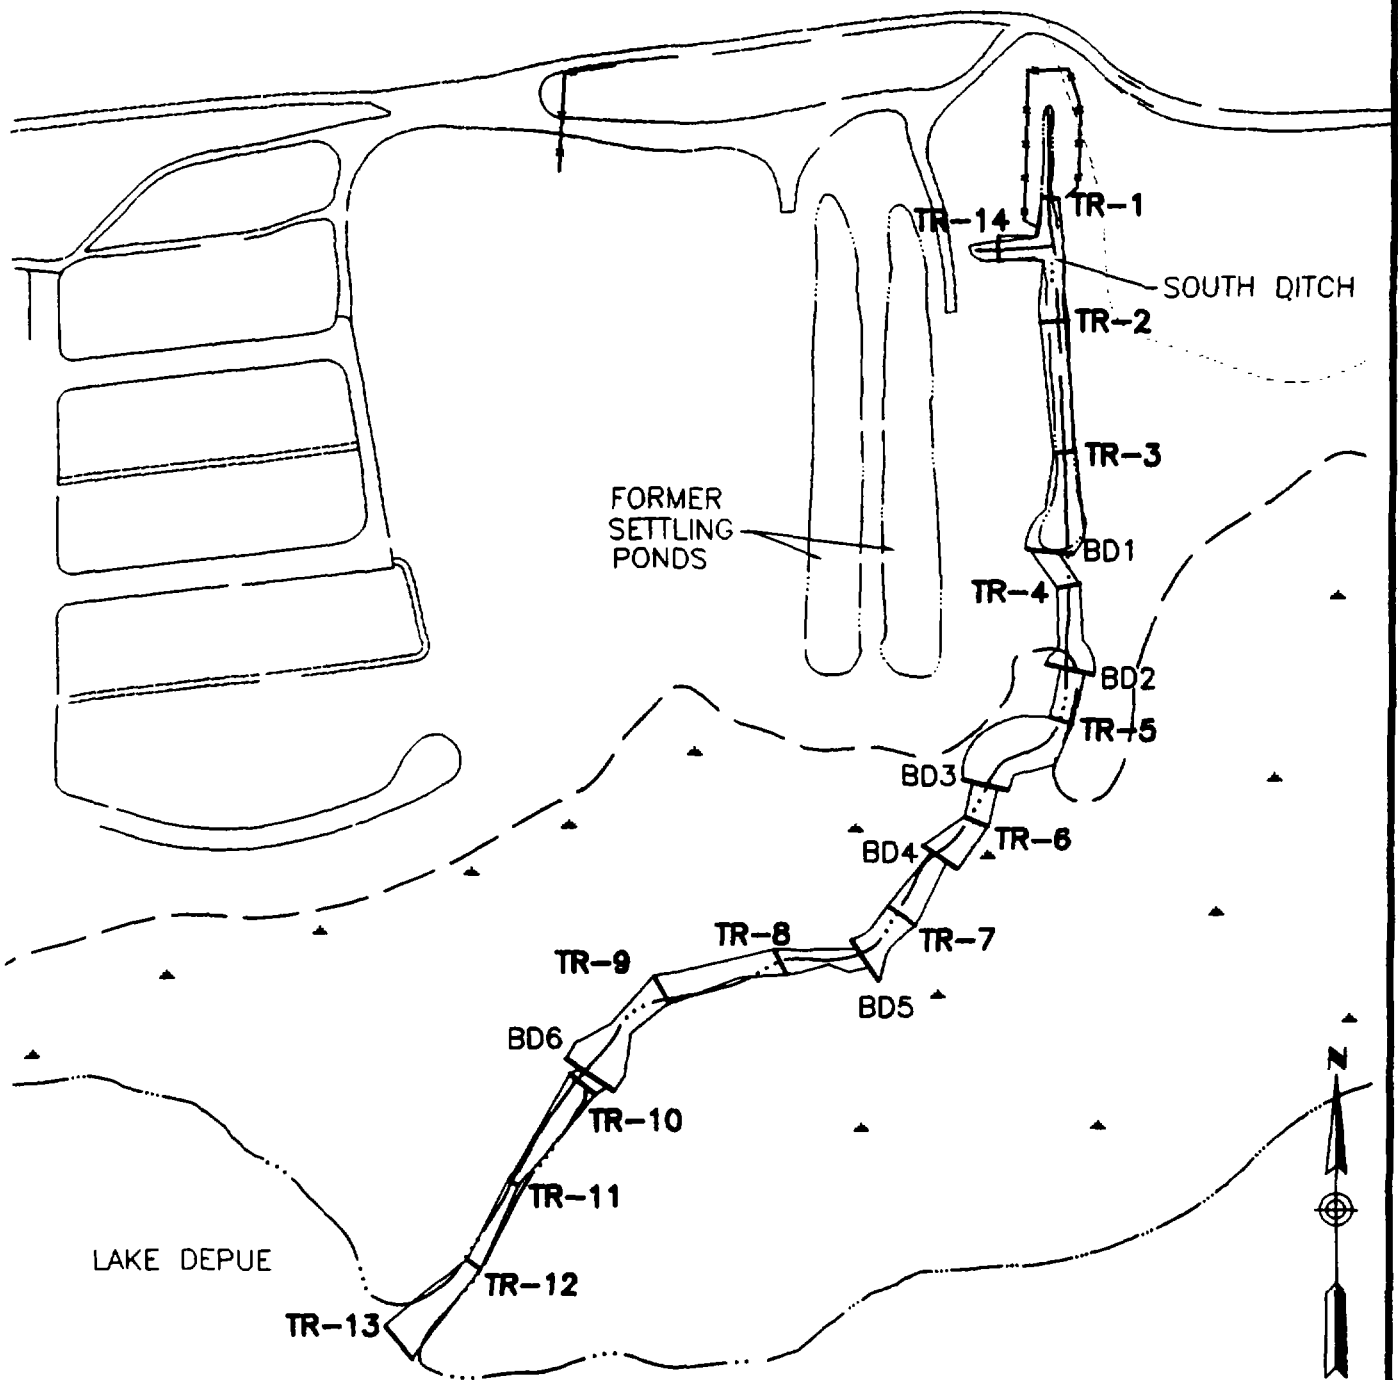 TR-1
TR-14
SOUTH DITCH
TR-2
TR-3
FORMER
SETTLING
PONDS
BD1
TR-4
BD2
TR-5
BD3
TR-6
BD4
TR-7
TR-8
TR-9
BD5
BD6
N
TR-10
TR-11
LAKE DEPUE
TR-12
TR-13